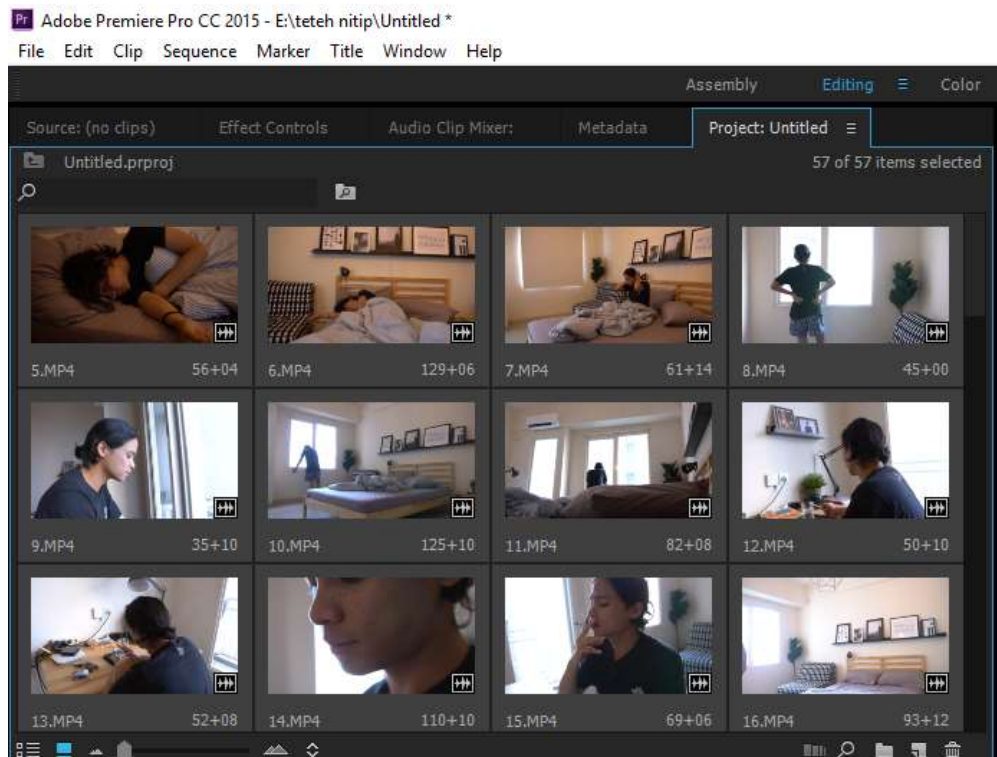 Pr Adobe Premiere Pro CC 2015 - E:\teteh nitip\Untitled *
File Edit Clip Sequence Marker Title Window Help
Assembly Editing Color
Source: (no clips) Effect Controls Audio Clip Mixer: Metadata Project: Untitled
Untitled.prproj 57 of 57 items selected
5.MP4 56+04 6.MP4 129+06 7.MP4 61+14 8.MP4 45+00
9.MP4 35+10 10.MP4 125+10 11.MP4 82+08 12.MP4 50+10
13.MP4 52+08 14.MP4 110+10 15.MP4 69+06 16.MP4 93+12